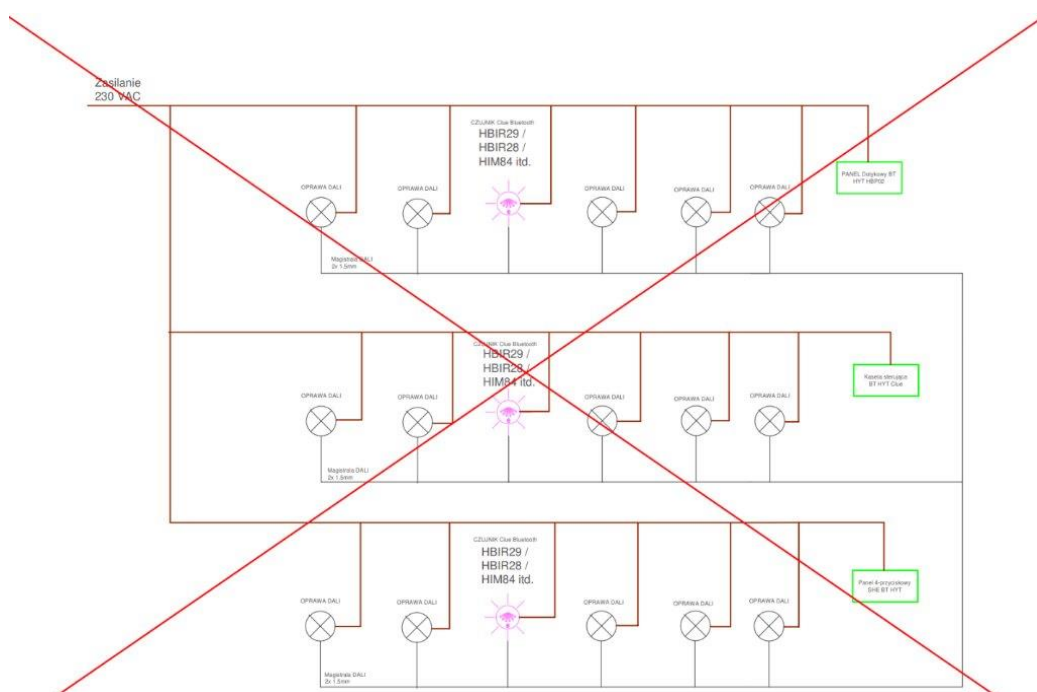 Zasilanie
230 VAC
CZUJNIK Clue Bluetooth
HBIR29 /
HBIR28 /
HIM84 itd.
OPRAWA DALI
OPRAWA DALI
OPRAWA DALI
OPRAWA DALI
OPRAWA DALI
PANEL Dotykowy BT
HYT HBP02
Magistrala DALI
2x 1.5mm
CZUJNIK Clue Bluetooth
HBIR29 /
HBIR28 /
HIM84 itd.
OPRAWA DALI
OPRAWA DALI
OPRAWA DALI
OPRAWA DALI
OPRAWA DALI
Kaseta sterująca
BT HYT Clue
Magistrala DALI
2x 1.5mm
CZUJNIK Clue Bluetooth
HBIR29 /
HBIR28 /
HIM84 itd.
OPRAWA DALI
OPRAWA DALI
OPRAWA DALI
OPRAWA DALI
OPRAWA DALI
Panel 4-przyciskowy
BT HYT
Magistrala DALI
2x 1.5mm